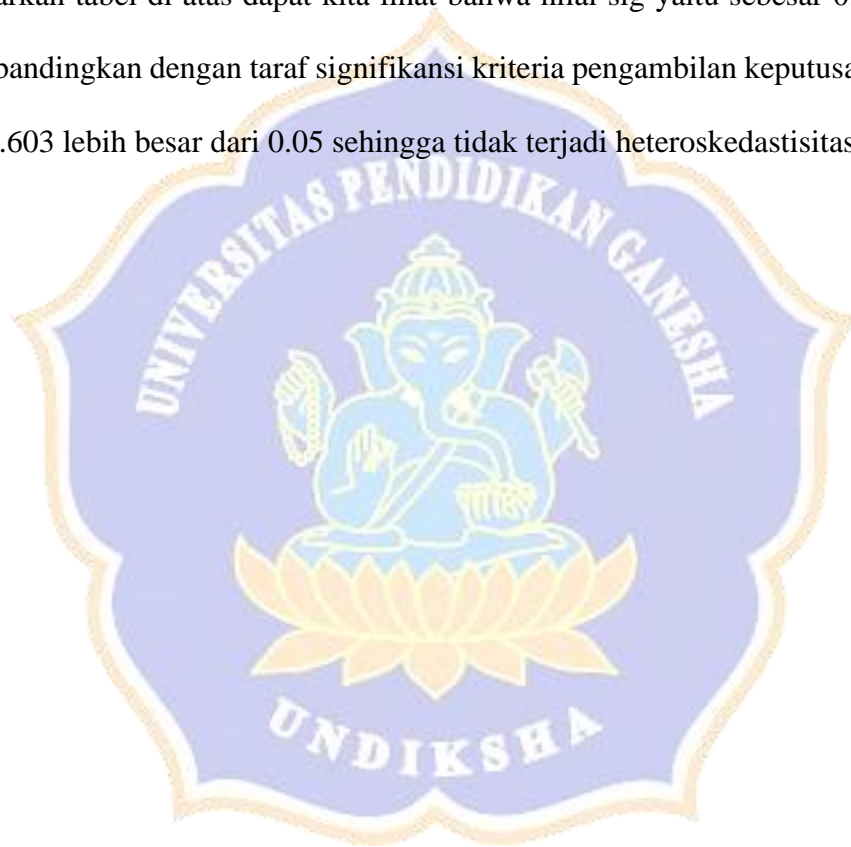 arkan tabel di atas dapat kita lihat bahwa nilai sig yaitu sebesar 0
bandingkan dengan taraf signifikansi kriteria pengambilan keputusa
.603 lebih besar dari 0.05 sehingga tidak terjadi heteroskedastisitas
UNIVERSITAS PENDIDIKAN GANESHA
UNDIKSHA